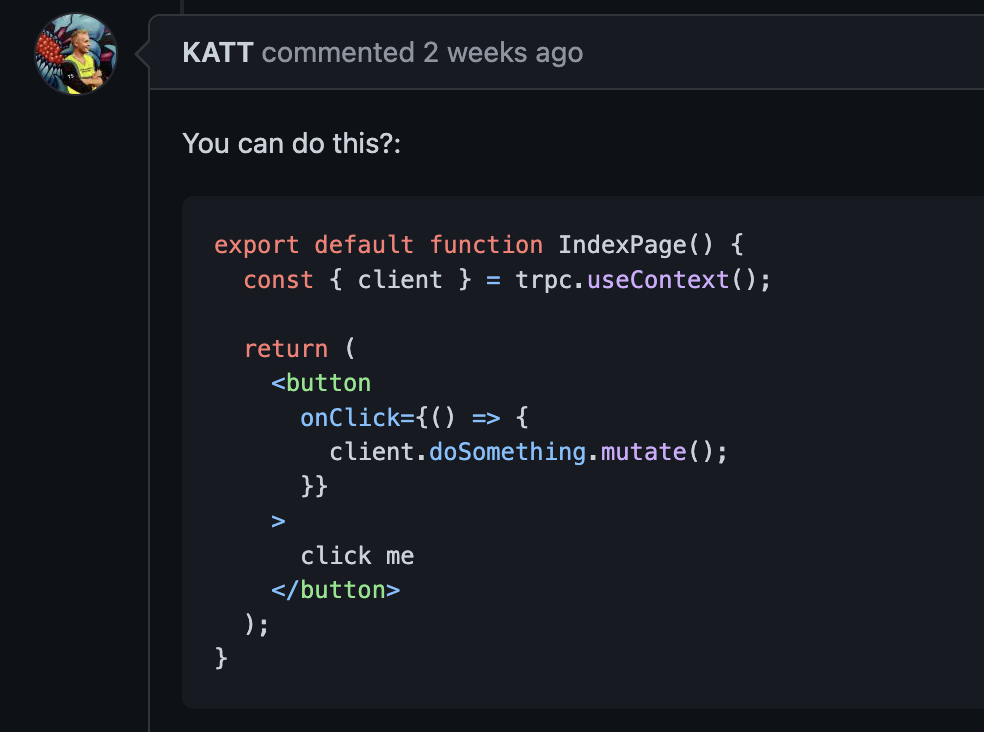 KATT commented 2 weeks ago
You can do this?:
export default function IndexPage() {
  const { client } = trpc.useContext();

  return (
    <button
      onClick={() => {
        client.doSomething.mutate();
      }}
    >
      click me
    </button>
  );
}